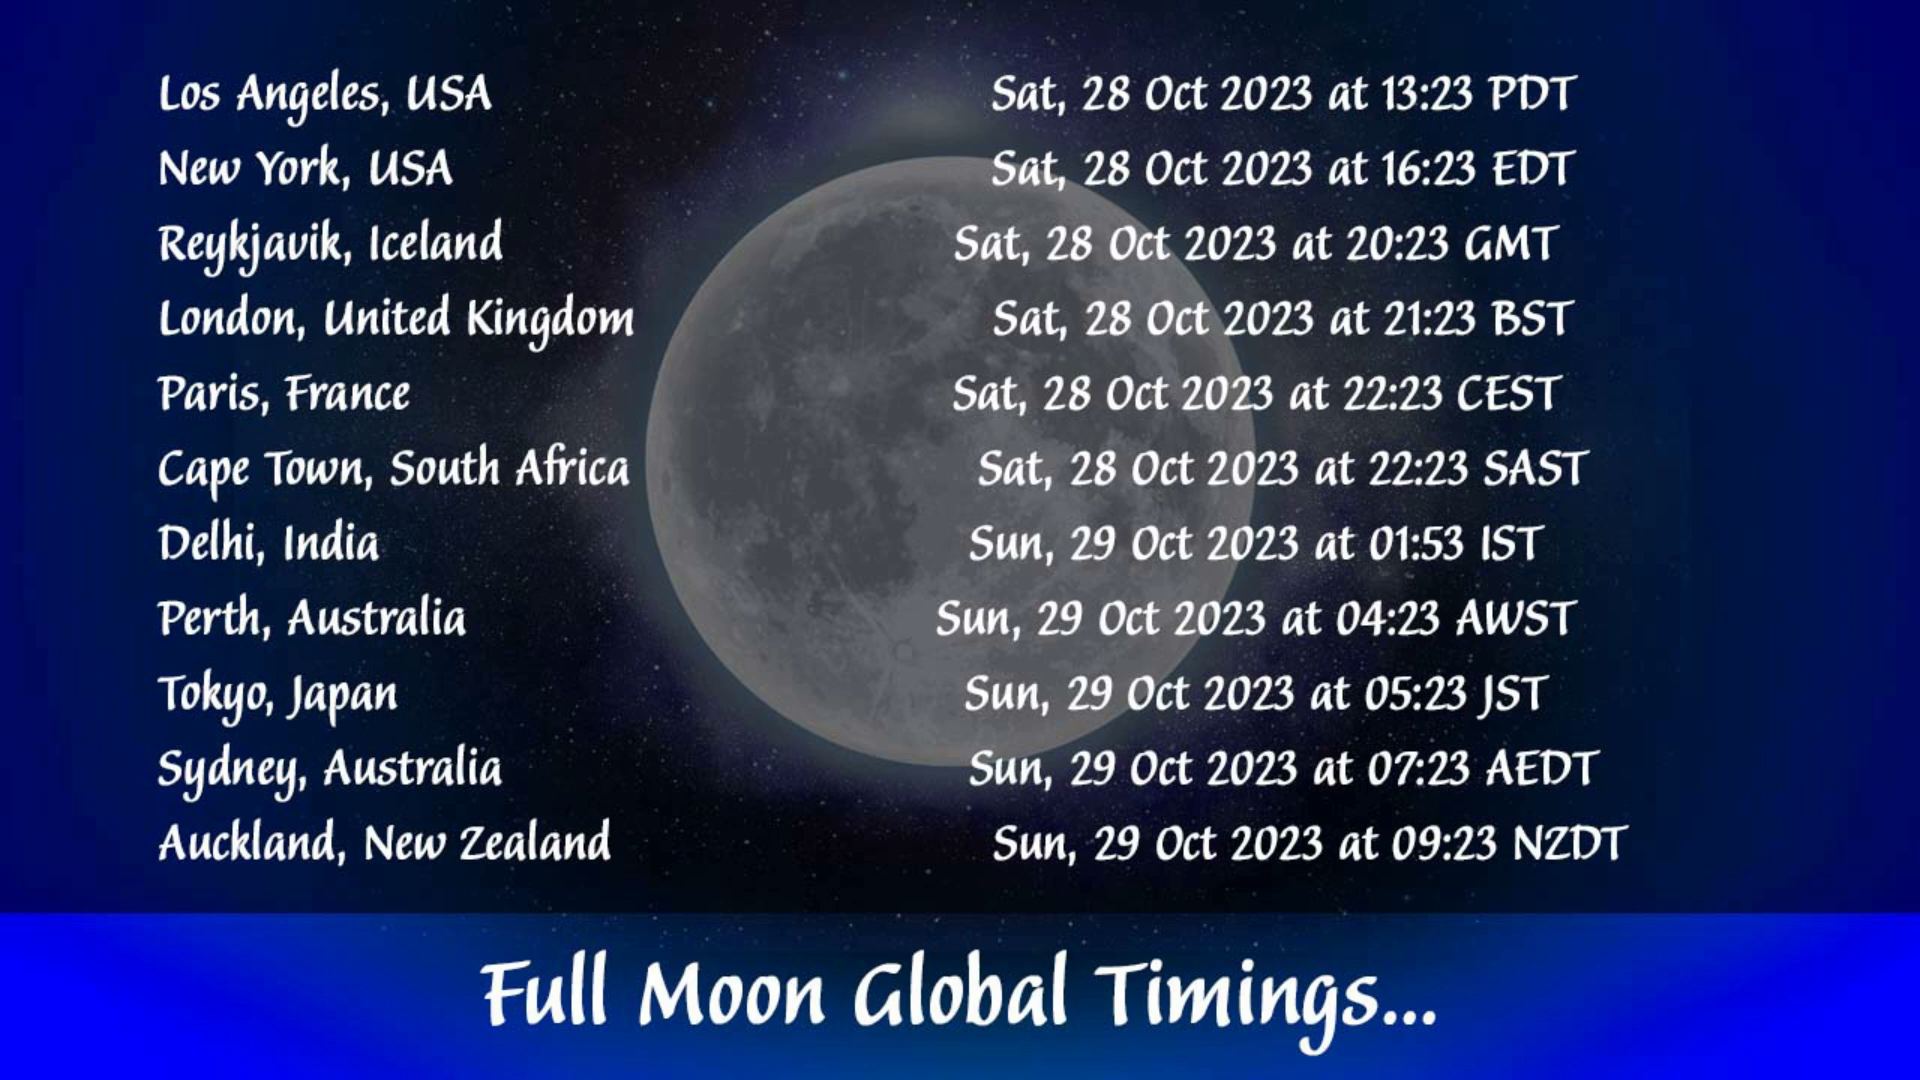 Los Angeles, USA Sat, 28 Oct 2023 at 13:23 PDT
New York, USA Sat, 28 Oct 2023 at 16:23 EDT
Reykjavik, Iceland Sat, 28 Oct 2023 at 20:23 GMT
London, United Kingdom Sat, 28 Oct 2023 at 21:23 BST
Paris, France Sat, 28 Oct 2023 at 22:23 CEST
Cape Town, South Africa Sat, 28 Oct 2023 at 22:23 SAST
Delhi, India Sun, 29 Oct 2023 at 01:53 IST
Perth, Australia Sun, 29 Oct 2023 at 04:23 AWST
Tokyo, Japan Sun, 29 Oct 2023 at 05:23 JST
Sydney, Australia Sun, 29 Oct 2023 at 07:23 AEDT
Auckland, New Zealand Sun, 29 Oct 2023 at 09:23 NZDT
Full Moon Global Timings...